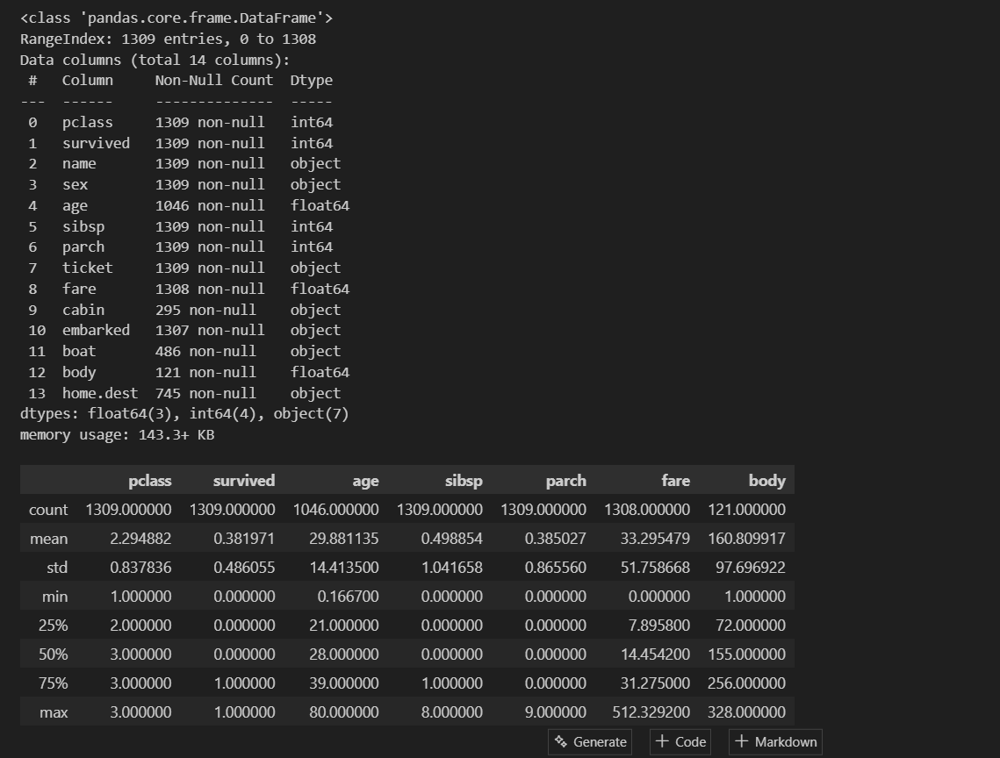 <class 'pandas.core.frame.DataFrame'>
RangeIndex: 1309 entries, 0 to 1308
Data columns (total 14 columns):
 #   Column     Non-Null Count  Dtype
---  ------     --------------  -----
 0   pclass     1309 non-null   int64
 1   survived   1309 non-null   int64
 2   name       1309 non-null   object
 3   sex        1309 non-null   object
 4   age        1046 non-null   float64
 5   sibsp      1309 non-null   int64
 6   parch      1309 non-null   int64
 7   ticket     1309 non-null   object
 8   fare       1308 non-null   float64
 9   cabin      295 non-null    object
 10  embarked   1307 non-null   object
 11  boat       486 non-null    object
 12  body       121 non-null    float64
 13  home.dest  745 non-null    object
dtypes: float64(3), int64(4), object(7)
memory usage: 143.3+ KB
pclass survived age sibsp parch fare body
count 1309.000000 1309.000000 1046.000000 1309.000000 1309.000000 1308.000000 121.000000
mean 2.294882 0.381971 29.881135 0.498854 0.385027 33.295479 160.809917
std 0.837836 0.486055 14.413500 1.041658 0.865560 51.758668 97.696922
min 1.000000 0.000000 0.166700 0.000000 0.000000 0.000000 1.000000
25% 2.000000 0.000000 21.000000 0.000000 0.000000 7.895800 72.000000
50% 3.000000 0.000000 28.000000 0.000000 0.000000 14.454200 155.000000
75% 3.000000 1.000000 39.000000 1.000000 0.000000 31.275000 256.000000
max 3.000000 1.000000 80.000000 8.000000 9.000000 512.329200 328.000000
Generate + Code + Markdown